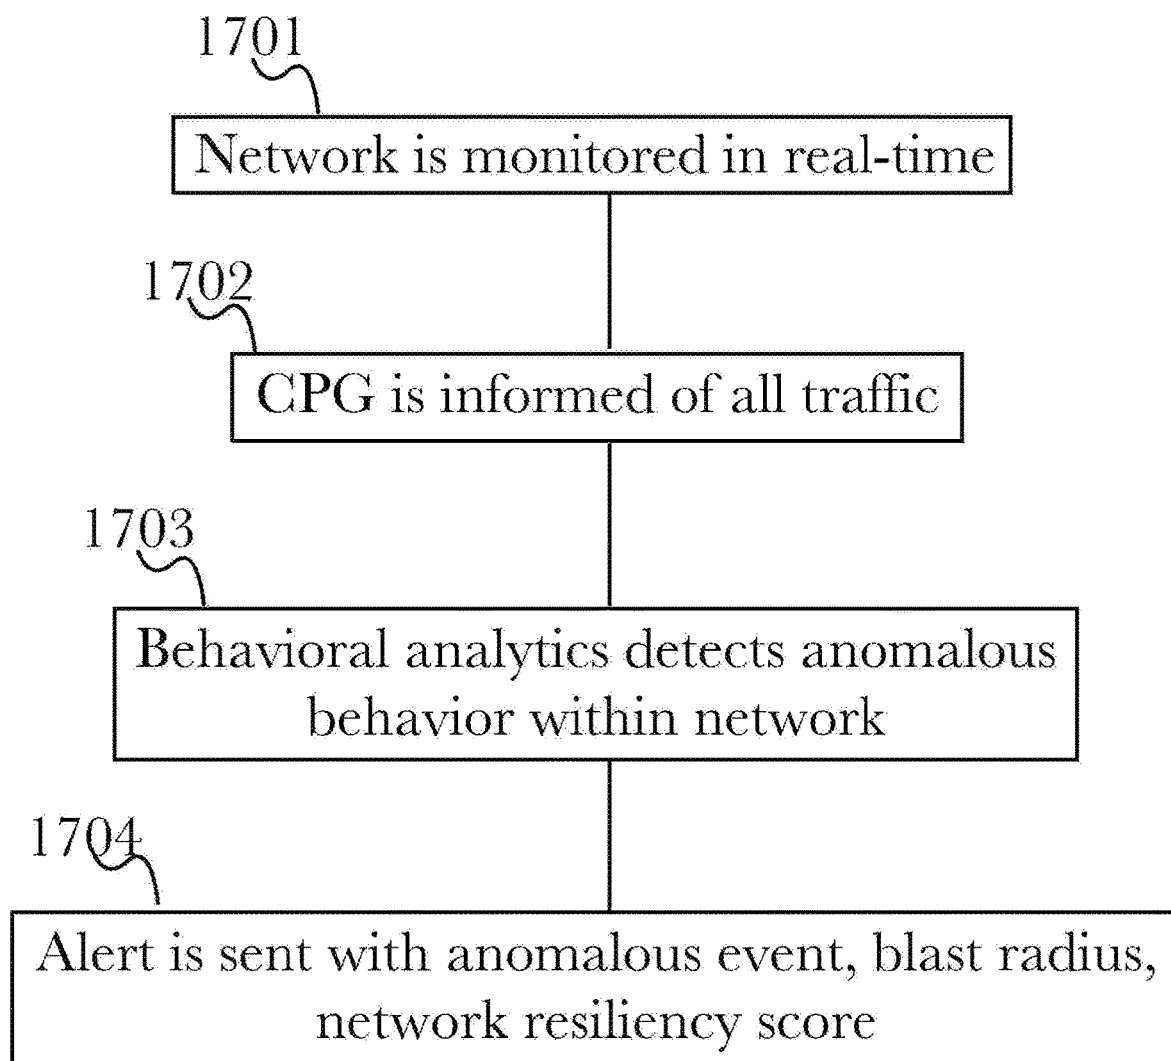 1701
Network is monitored in real-time
1702
CPG is informed of all traffic
1703
Behavioral analytics detects anomalous
behavior within network
1704
Alert is sent with anomalous event, blast radius,
network resiliency score